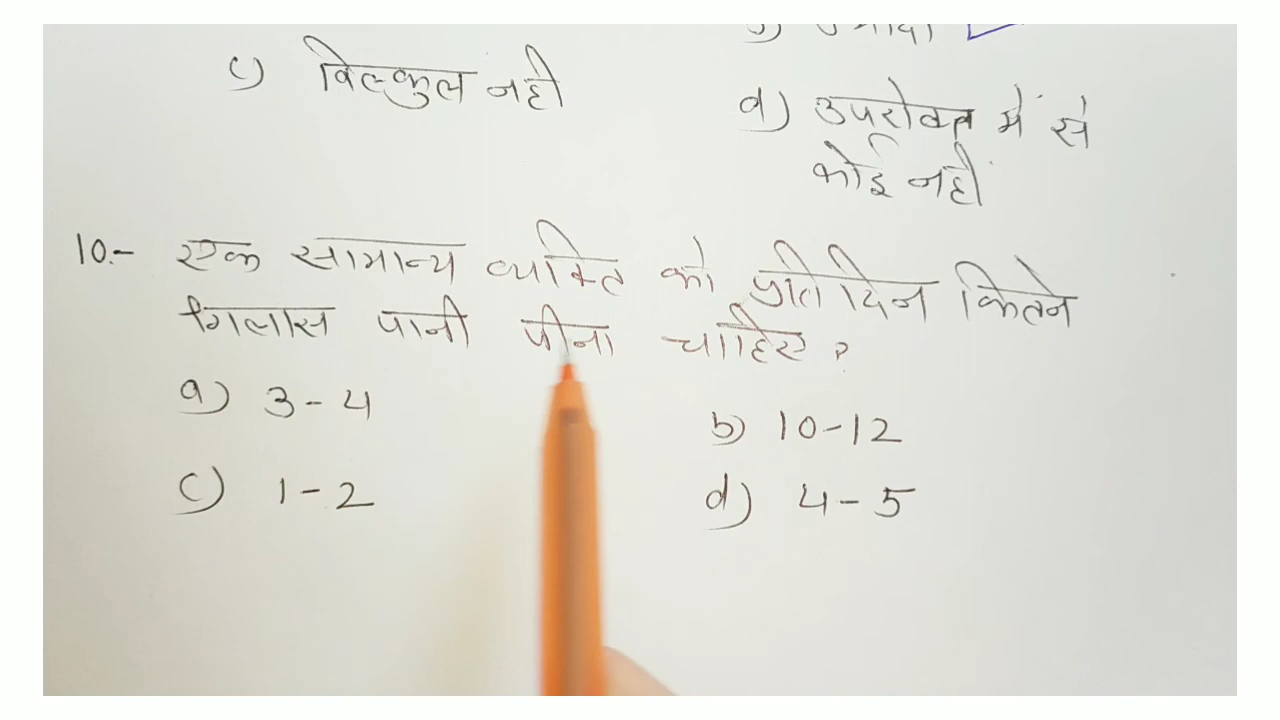 c) विल्कुल नही
d) उपरोक्त में से
कोई नही
10.- एक सामान्य व्यक्ति को प्रतिदिन कितने
गिलास पानी पीना चाहिए ?
a) 3-4
b) 10-12
c) 1-2
d) 4-5